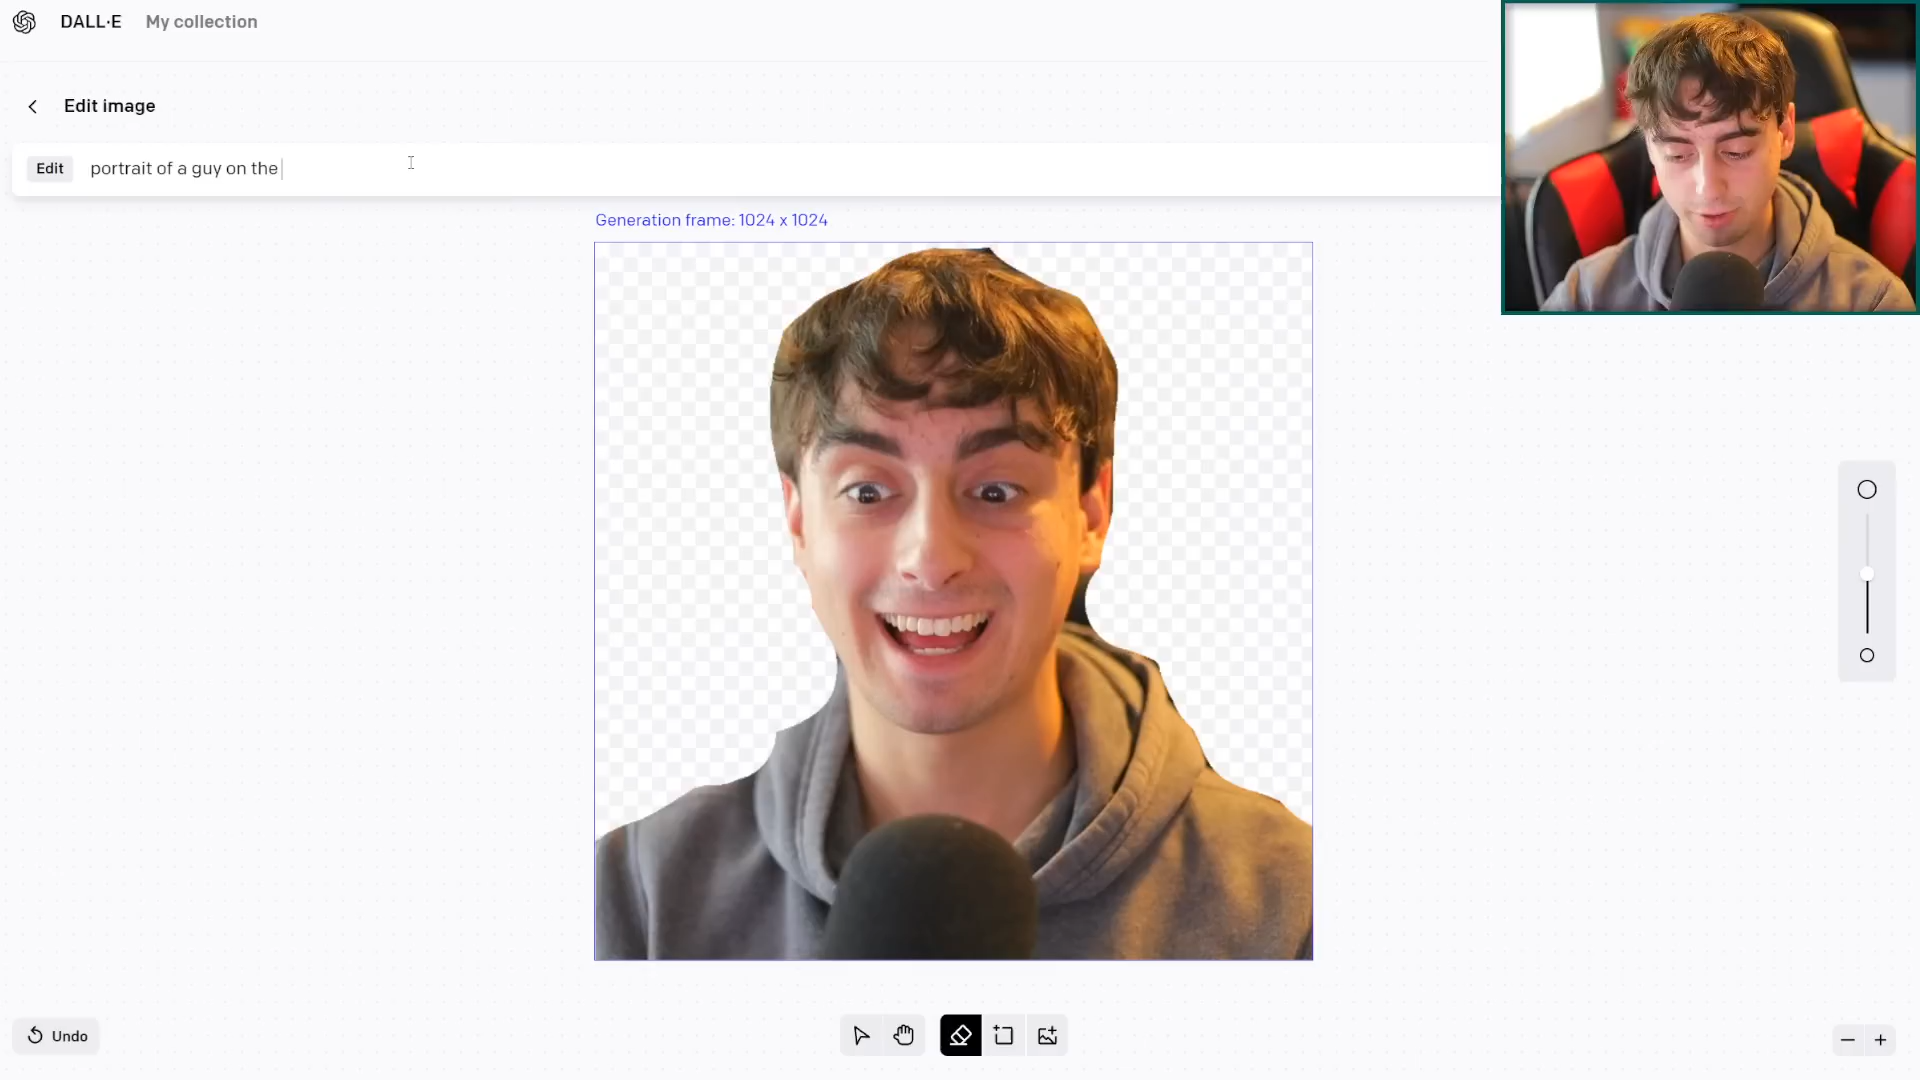 DALL·E My collection
Edit image
Edit portrait of a guy on the
Generation frame: 1024 x 1024
Undo